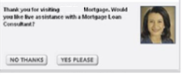 Thank you for visiting Mortgage. Would
you like live assistance with a Mortgage Loan
Consultant?
NO THANKS YES PLEASE